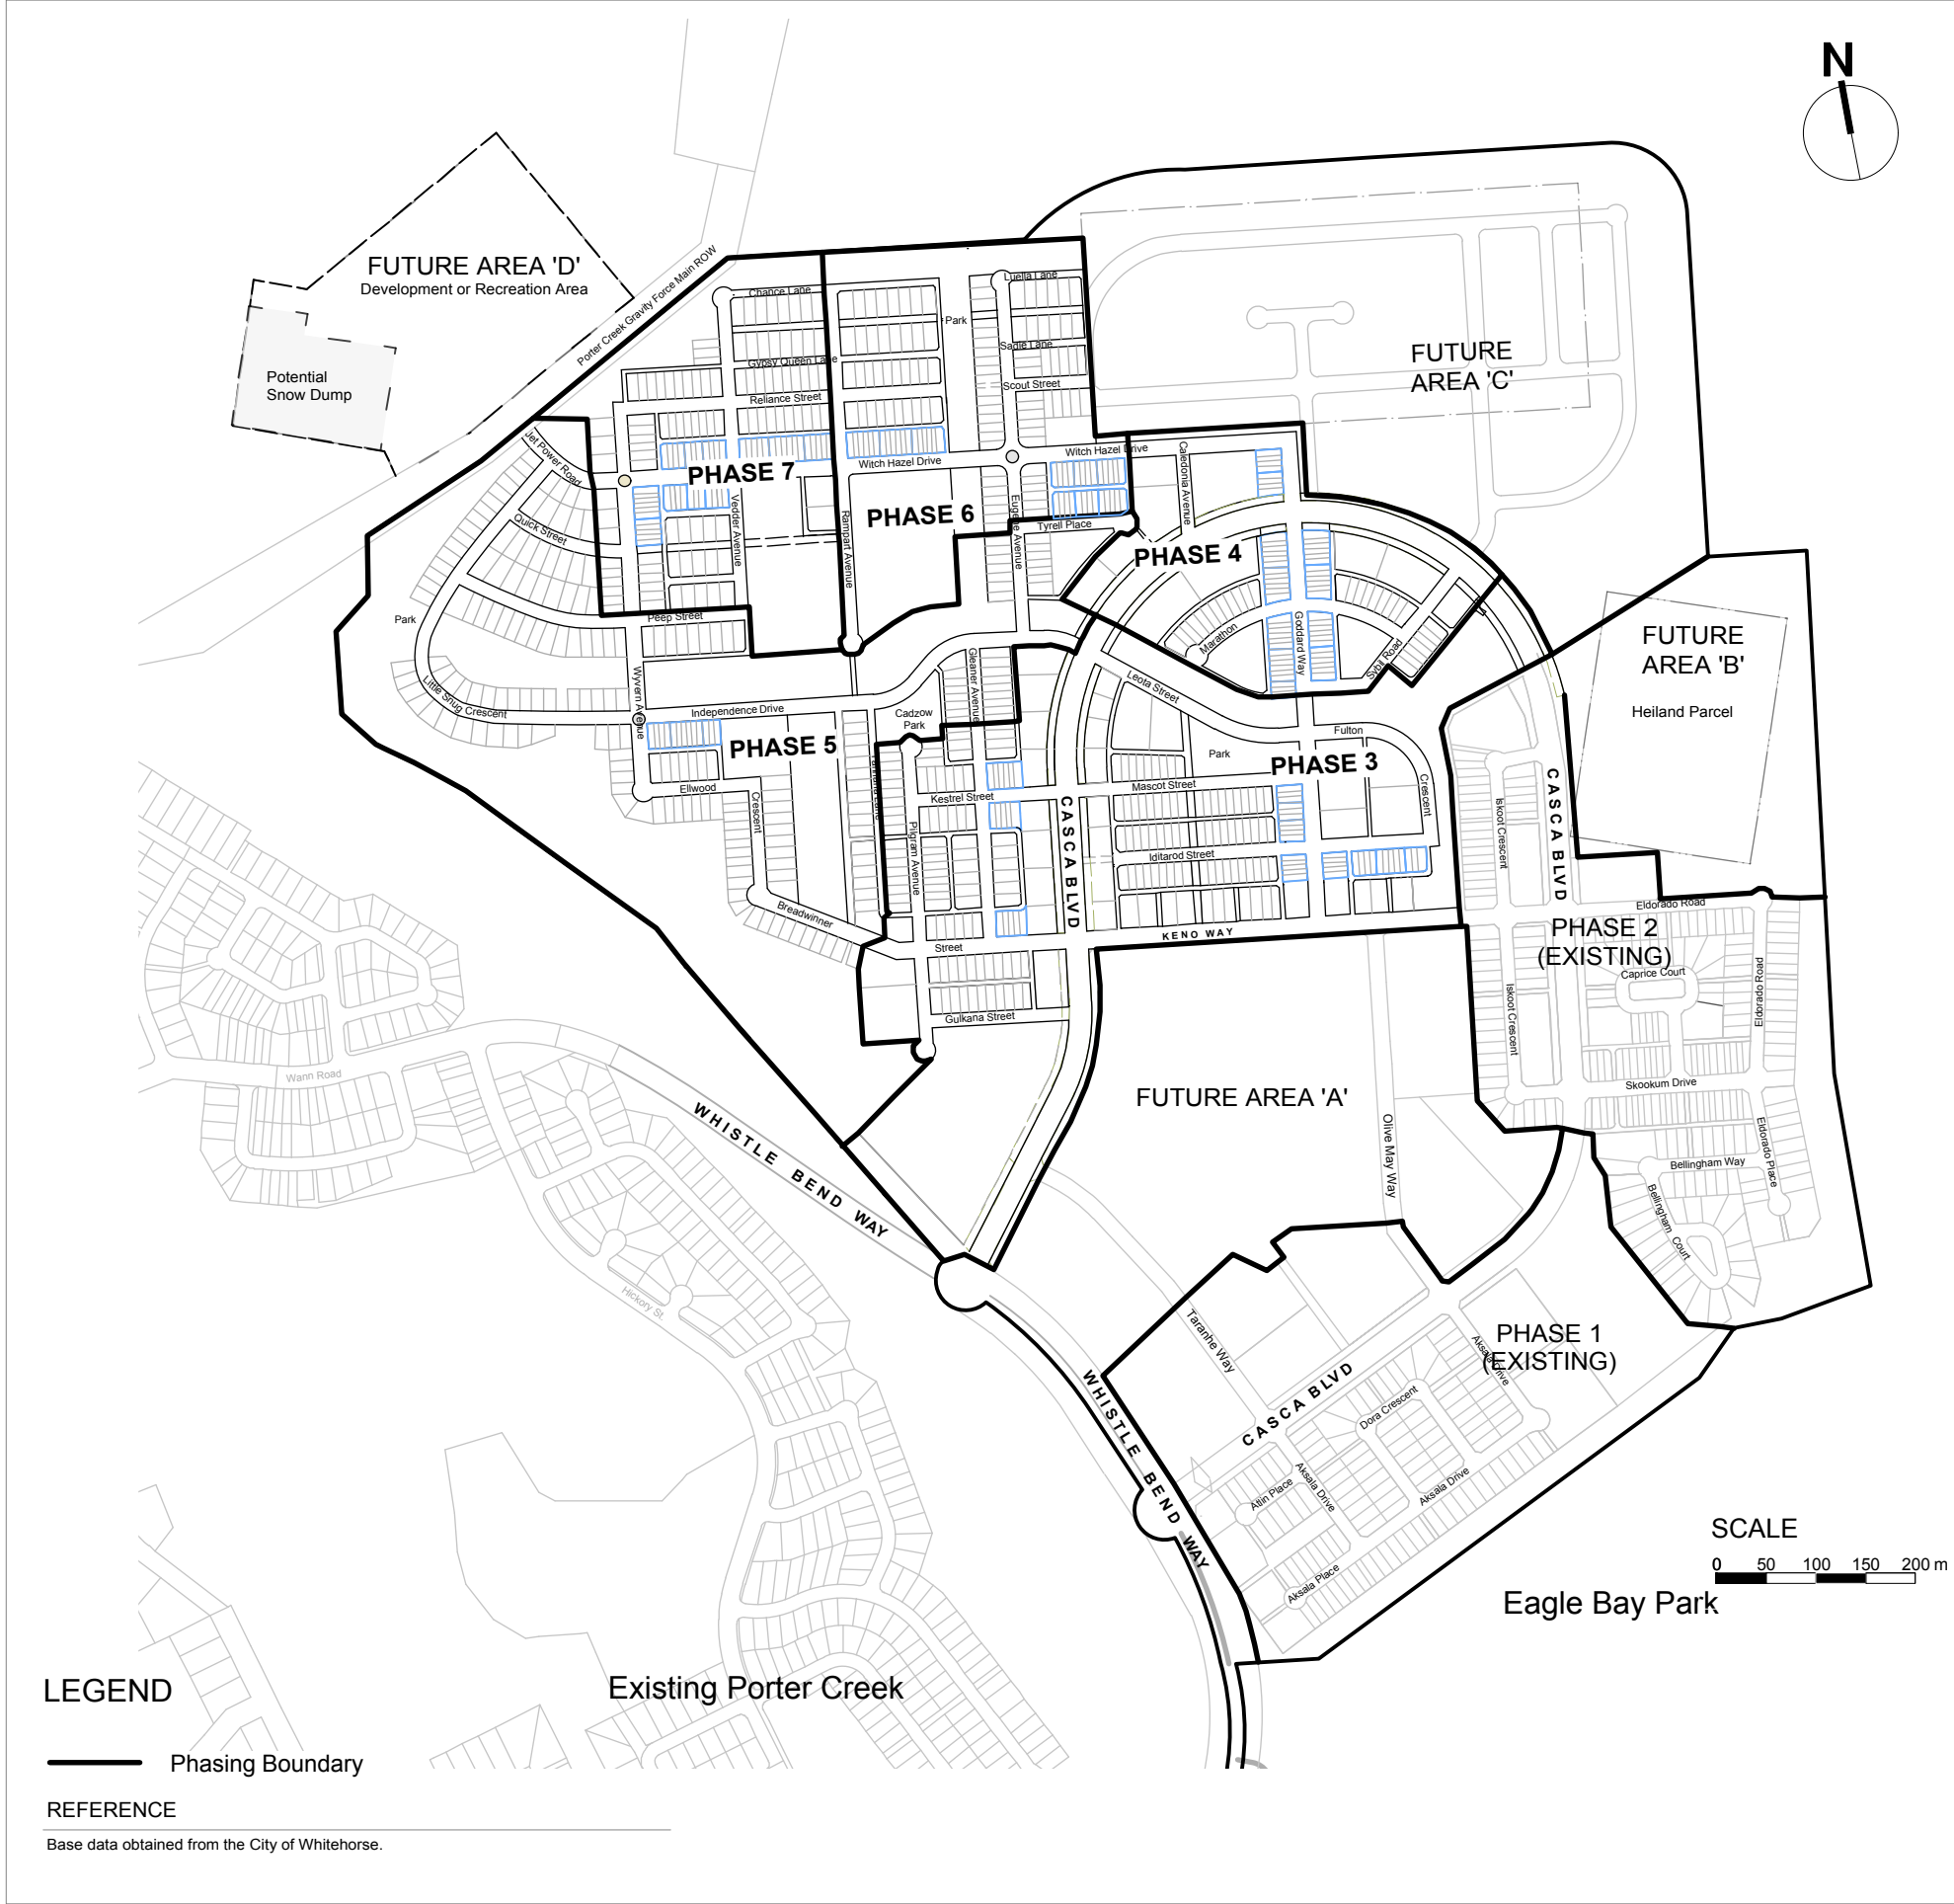 N
FUTURE AREA 'D'
Development or Recreation Area
Porter Creek Gravity Force Main ROW
Potential
Snow Dump
FUTURE
AREA 'C'
Chance Lane
Luella Lane
Park
Sadie Lane
Gypsy Queen Lane
Scout Street
Reliance Street
Jet Power Road
PHASE 7
Witch Hazel Drive
Witch Hazel Drive
Caledonia Avenue
Quick Street
Vedder Avenue
Rampart Avenue
PHASE 6
Eugene Avenue
Tyrell Place
PHASE 4
Park
Peep Street
Marathon
Goddard Way
Sybil Road
FUTURE
AREA 'B'
Heiland Parcel
Little Snug Crescent
Wyvern Avenue
Independence Drive
Gleaner Avenue
Cadzow
Park
Leota Street
Fulton
Crescent
PHASE 5
Park
PHASE 3
Ellwood
Crescent
Kestrel Street
Mascot Street
Pilgram Avenue
CASCA BLVD
Iditarod Street
Iskoot Crescent
CASCA BLVD
Breadwinner
Street
KENO WAY
Eldorado Road
PHASE 2
(EXISTING)
Caprice Court
Eldorado Road
Iskoot Crescent
Gulkana Street
Wann Road
WHISTLE BEND WAY
FUTURE AREA 'A'
Olive May Way
Skookum Drive
Eldorado Place
Bellingham Way
Bellingham Court
Hickory St.
Taranhe Way
PHASE 1
(EXISTING)
Aksala Drive
WHISTLE BEND WAY
CASCA BLVD
Dora Crescent
Atlin Place
Aksala Drive
Aksala Drive
Aksala Place
SCALE
0 50 100 150 200 m
Eagle Bay Park
Existing Porter Creek
LEGEND
Phasing Boundary
REFERENCE
Base data obtained from the City of Whitehorse.